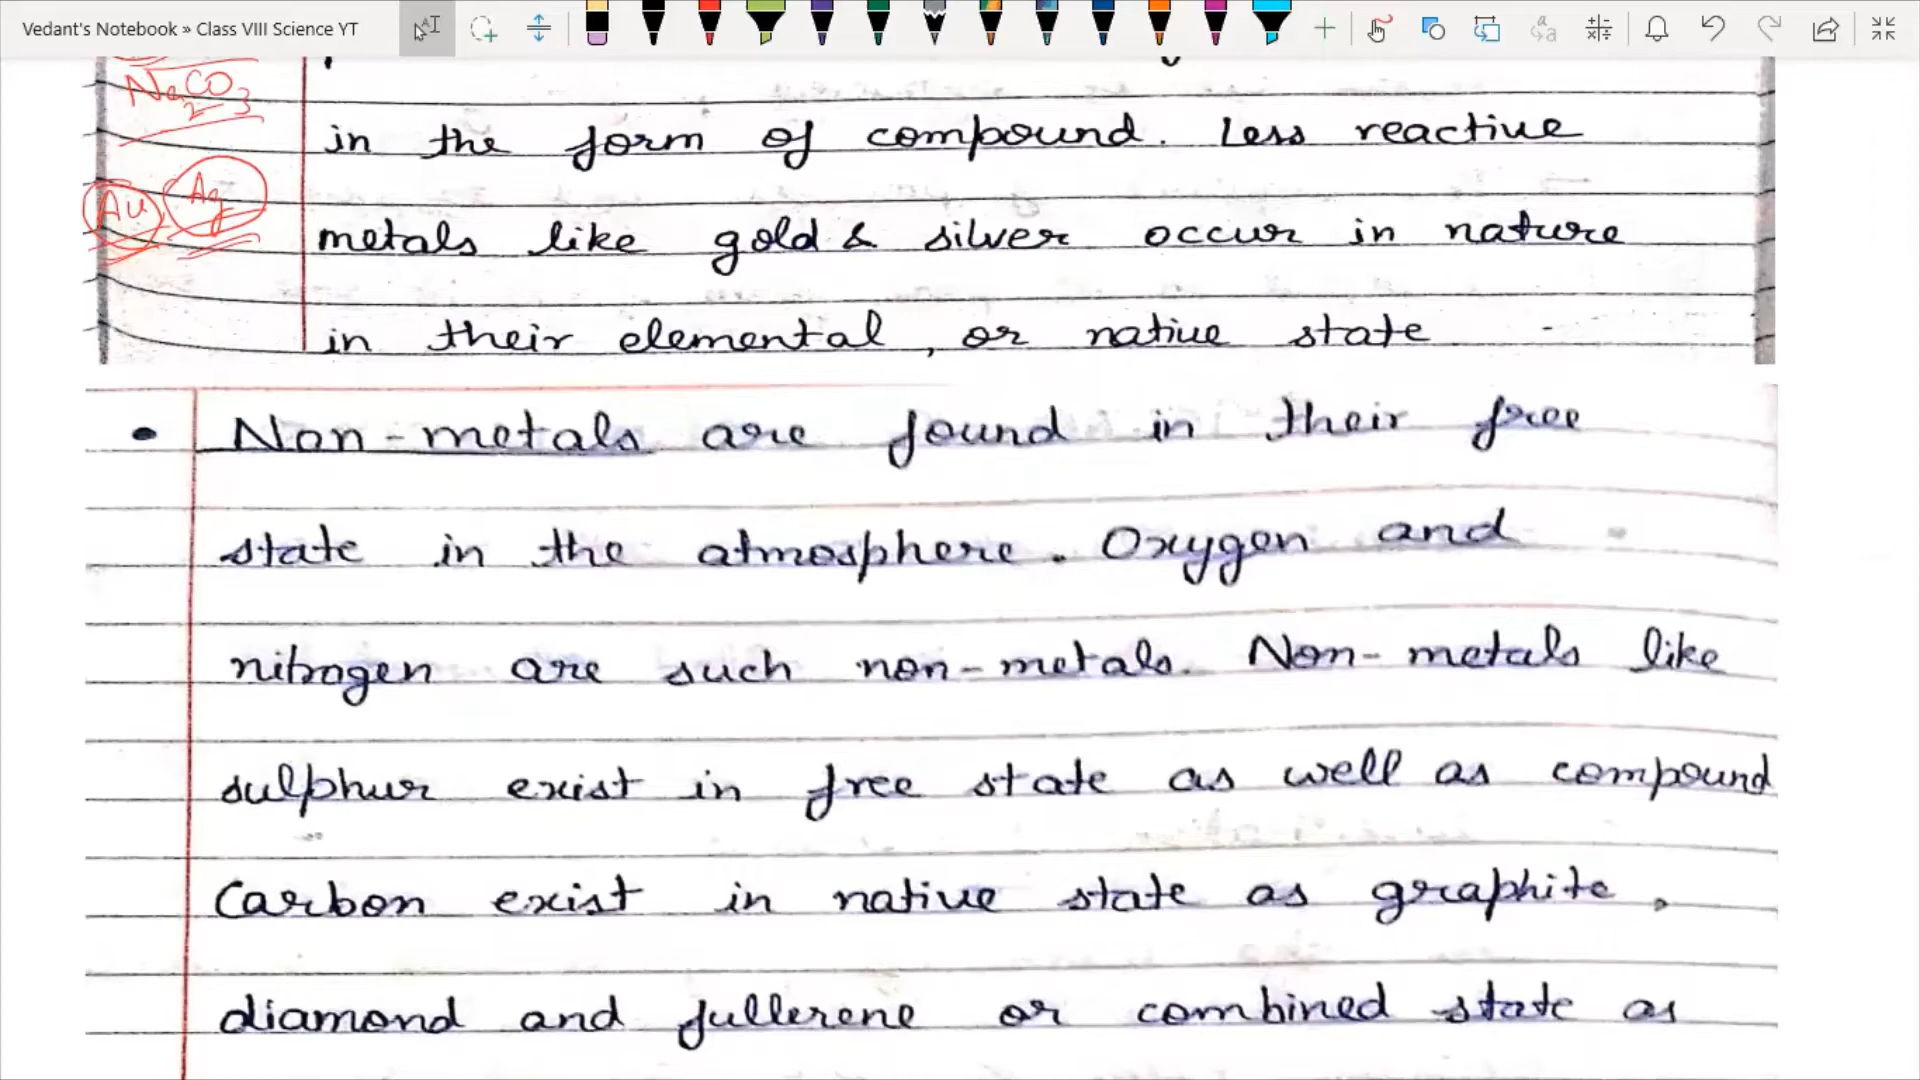 Vedant's Notebook » Class VIII Science YT
Na2CO3
in the form of compound. Less reactive
Au Ag
metals like gold & silver occur in nature
in their elemental, or native state
• Non-metals are found in their free
state in the atmosphere. Oxygen and
nitrogen are such non-metals. Non-metals like
sulphur exist in free state as well as compound
Carbon exist in native state as graphite,
diamond and fullerene or combined state as